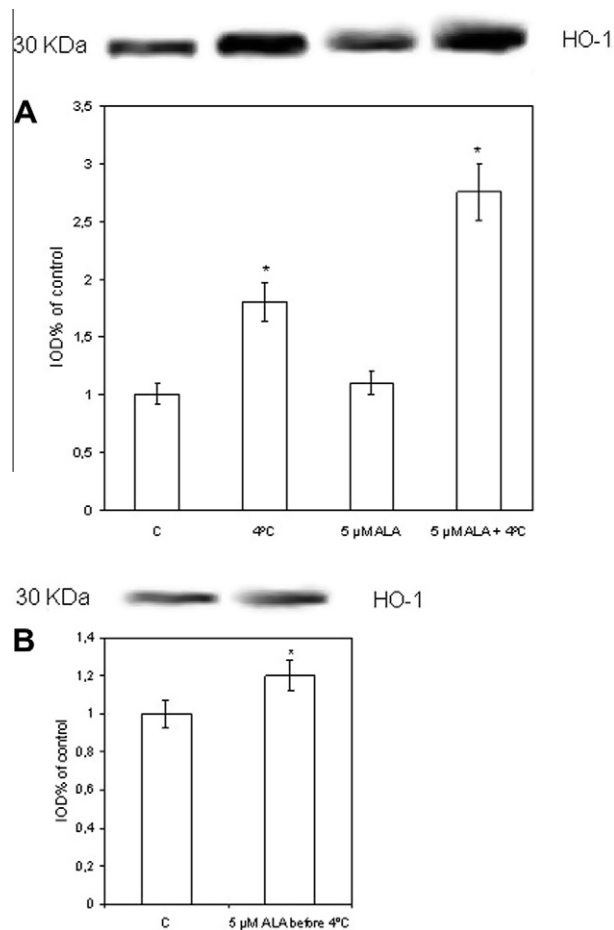 30 KDa HO-1
A
3,5
3
2,5
2
1,5
1
0,5
0
IOD% of control
*
*
C 4ºC 5 µM ALA 5 µM ALA + 4ºC
30 KDa HO-1
B
1,4
1,2
1
0,8
0,6
0,4
0,2
0
IOD% of control
*
C 5 µM ALA before 4ºC